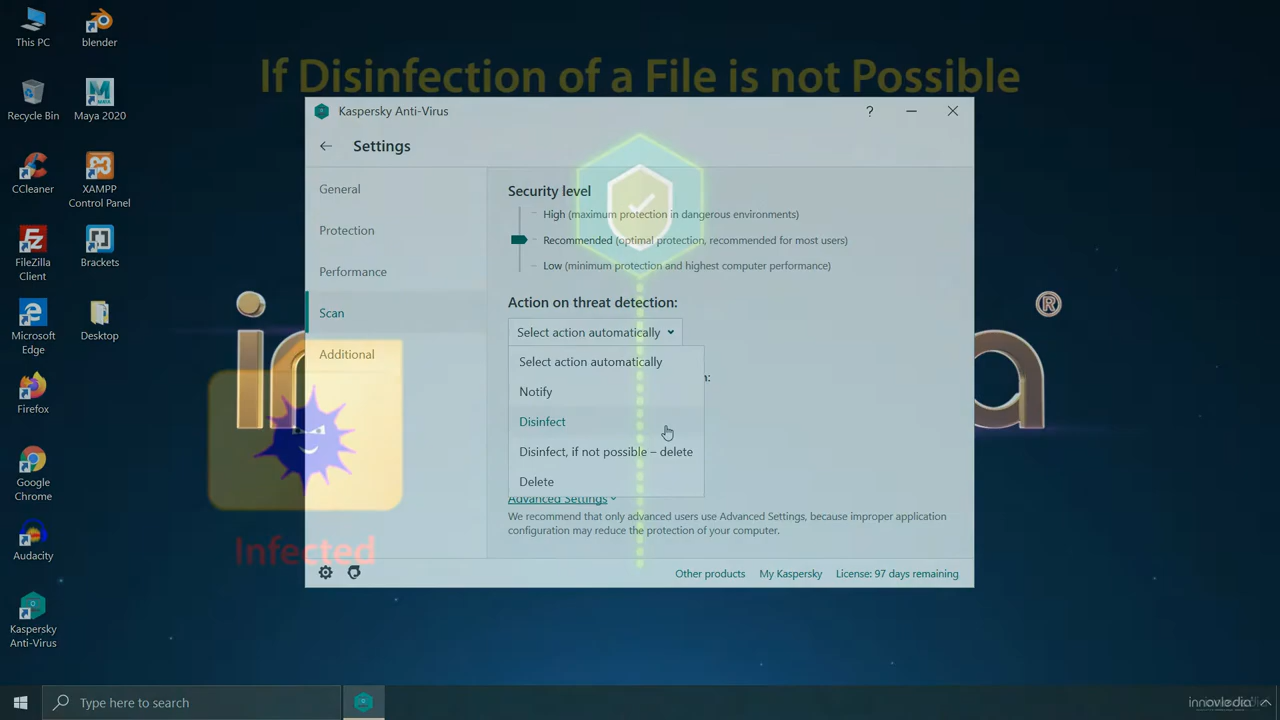 If Disinfection of a File is not Possible
This PC
blender
Recycle Bin
Maya 2020
CCleaner
XAMPP
Control Panel
FileZilla
Client
Brackets
Microsoft
Edge
Desktop
Firefox
Google
Chrome
Audacity
Kaspersky
Anti-Virus
Kaspersky Anti-Virus
?
Settings
General
Protection
Performance
Scan
Additional
Security level
High (maximum protection in dangerous environments)
Recommended (optimal protection, recommended for most users)
Low (minimum protection and highest computer performance)
Action on threat detection:
Select action automatically
Select action automatically
Notify
Disinfect
Disinfect, if not possible – delete
Delete
Advanced Settings
We recommend that only advanced users use Advanced Settings, because improper application
configuration may reduce the protection of your computer.
Infected
Other products
My Kaspersky
License: 97 days remaining
®
Type here to search